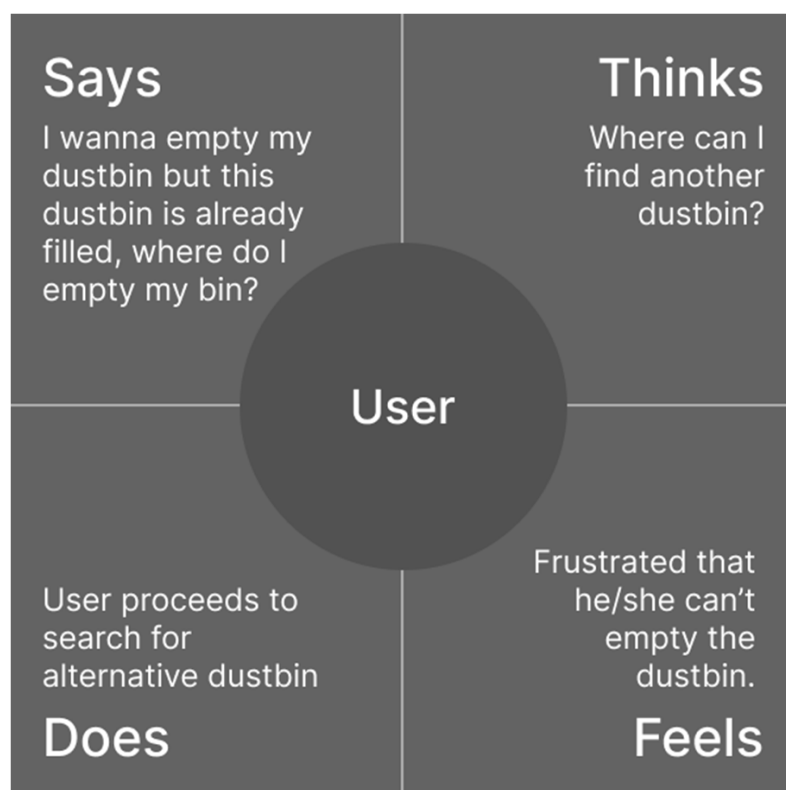 Says
I wanna empty my
dustbin but this
dustbin is already
filled, where do I
empty my bin?
Thinks
Where can I
find another
dustbin?
User
User proceeds to
search for
alternative dustbin
Does
Frustrated that
he/she can’t
empty the
dustbin.
Feels